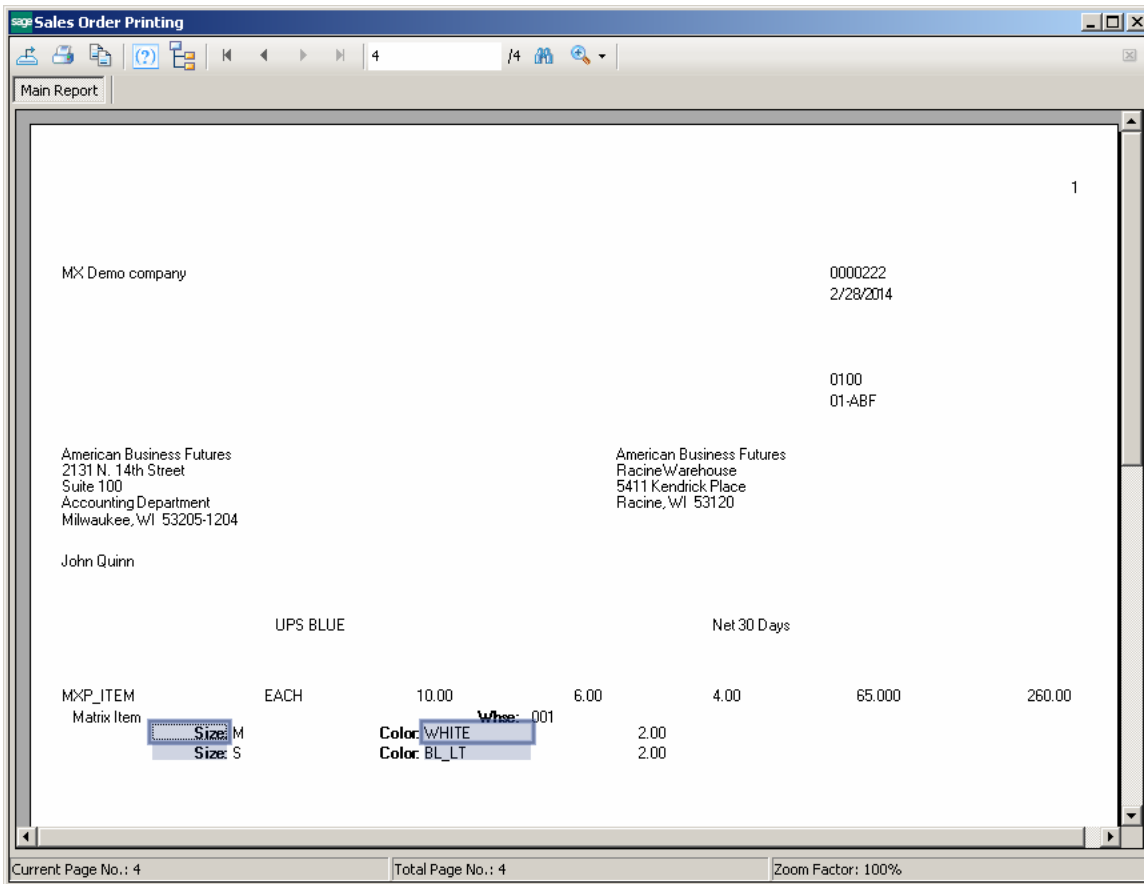 sage Sales Order Printing
4 /4
Main Report
1
MX Demo company 0000222
2/28/2014
0100
01-ABF
American Business Futures American Business Futures
2131 N. 14th Street Racine Warehouse
Suite 100 5411 Kendrick Place
Accounting Department Racine, WI 53120
Milwaukee, WI 53205-1204
John Quinn
UPS BLUE Net 30 Days
MXP_ITEM EACH 10.00 6.00 4.00 65.000 260.00
Matrix Item Whse: 001
Size: M Color: WHITE 2.00
Size: S Color: BL_LT 2.00
Current Page No.: 4 Total Page No.: 4 Zoom Factor: 100%